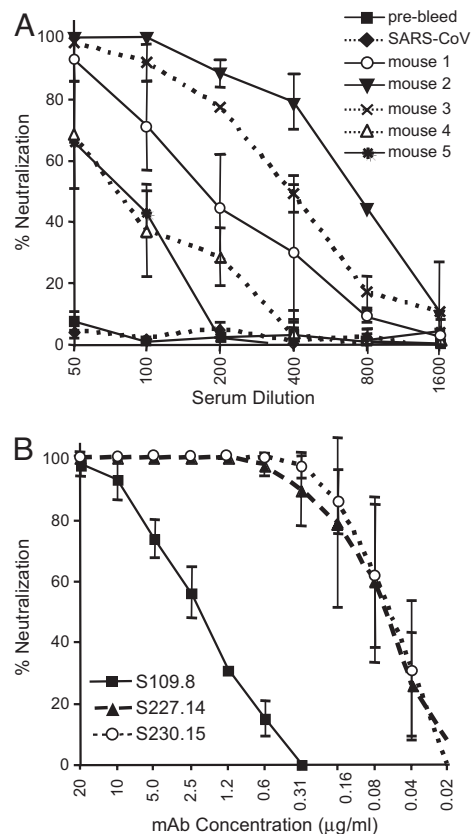 A
pre-bleed
SARS-CoV
mouse 1
mouse 2
mouse 3
mouse 4
mouse 5
% Neutralization
100
80
60
40
20
0
50
100
200
400
800
1600
Serum Dilution
B
% Neutralization
100
80
60
40
20
0
S109.8
S227.14
S230.15
20
10
5.0
2.5
1.2
0.6
0.31
0.16
0.08
0.04
0.02
mAb Concentration (µg/ml)